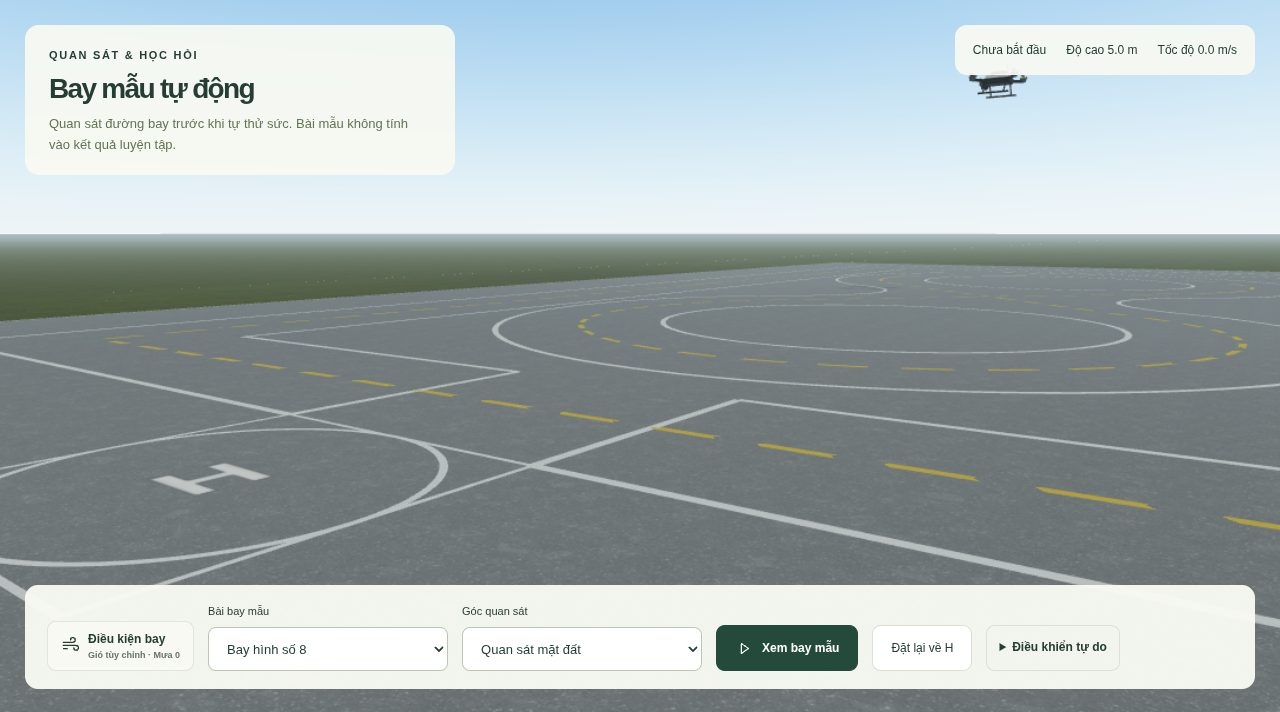 QUAN SÁT & HỌC HỎI
Bay mẫu tự động
Quan sát đường bay trước khi tự thử sức. Bài mẫu không tính
vào kết quả luyện tập.
Chưa bắt đầu Độ cao 5.0 m Tốc độ 0.0 m/s
H
Điều kiện bay
Gió tùy chỉnh · Mưa 0
Bài bay mẫu
Bay hình số 8
Góc quan sát
Quan sát mặt đất
Xem bay mẫu
Đặt lại về H
Điều khiển tự do